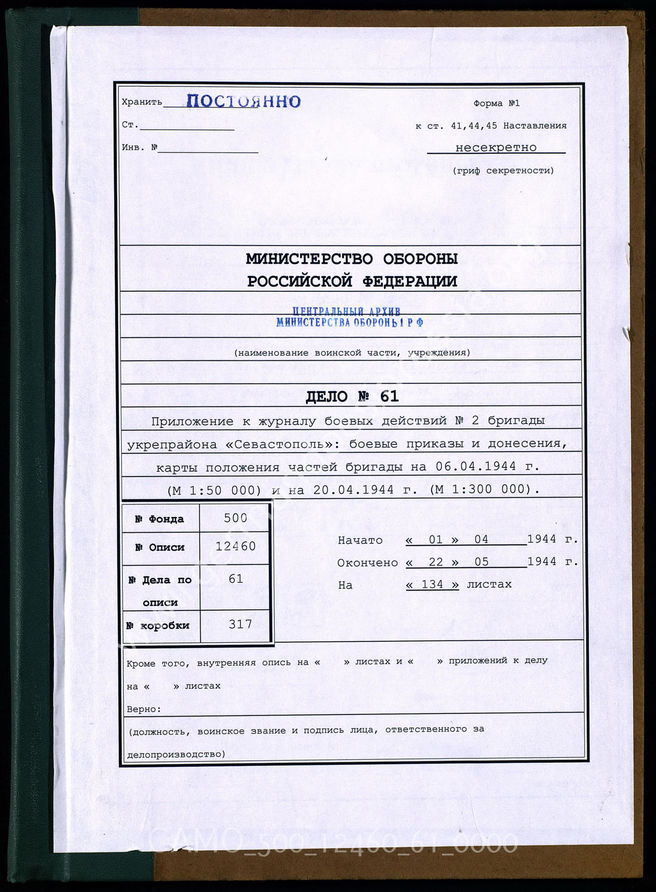 Хранить ПОСТОЯННО
Форма №1
Ст.
к ст. 41,44,45 Наставления
Инв. №
несекретно
(гриф секретности)
МИНИСТЕРСТВО ОБОРОНЫ
РОССИЙСКОЙ ФЕДЕРАЦИИ
ЦЕНТРАЛЬНЫЙ АРХИВ
МИНИСТЕРСТВА ОБОРОНЫ РФ
(наименование воинской части, учреждения)
ДЕЛО № 61
Приложение к журналу боевых действий № 2 бригады
укрепрайона «Севастополь»: боевые приказы и донесения,
карты положения частей бригады на 06.04.1944 г.
(М 1:50 000) и на 20.04.1944 г. (М 1:300 000).
№ Фонда 500
№ Описи 12460
№ Дела по описи 61
№ коробки 317
Начато « 01 » 04 1944 г.
Окончено « 22 » 05 1944 г.
На « 134 » листах
Кроме того, внутренняя опись на « » листах и « » приложений к делу
на « » листах
Верно:
(должность, воинское звание и подпись лица, ответственного за
делопроизводство)
CAMO_500_12460_61_0000